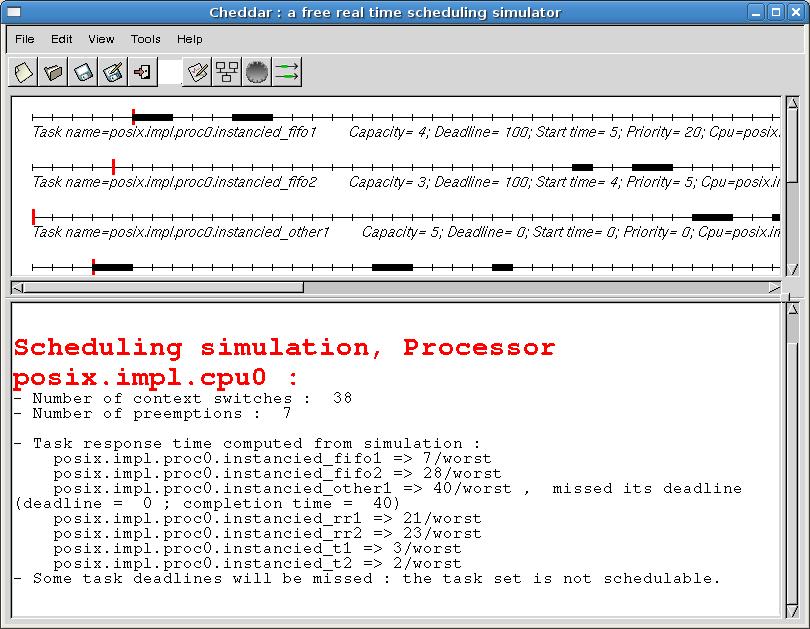 Cheddar : a free real time scheduling simulator
File Edit View Tools Help
Task name=posix.impl.proc0.instancied_fifo1 Capacity= 4; Deadline= 100; Start time= 5; Priority= 20; Cpu=posix.
Task name=posix.impl.proc0.instancied_fifo2 Capacity= 3; Deadline= 100; Start time= 4; Priority= 5; Cpu=posix.i
Task name=posix.impl.proc0.instancied_other1 Capacity= 5; Deadline= 0; Start time= 0; Priority= 0; Cpu=posix.i
Scheduling simulation, Processor
posix.impl.cpu0 :
- Number of context switches :  38
- Number of preemptions :  7
- Task response time computed from simulation :
posix.impl.proc0.instancied_fifo1 => 7/worst
posix.impl.proc0.instancied_fifo2 => 28/worst
posix.impl.proc0.instancied_other1 => 40/worst ,  missed its deadline
(deadline =  0 ; completion time =  40)
posix.impl.proc0.instancied_rr1 => 21/worst
posix.impl.proc0.instancied_rr2 => 23/worst
posix.impl.proc0.instancied_t1 => 3/worst
posix.impl.proc0.instancied_t2 => 2/worst
- Some task deadlines will be missed : the task set is not schedulable.